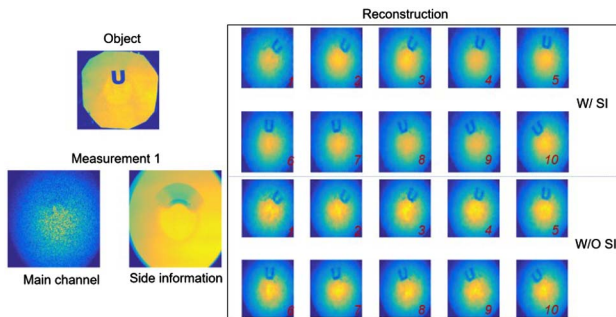 Reconstruction
Object
U
Measurement 1
Main channel
Side information
1 2 3 4 5
W/ SI
6 7 8 9 10
1 2 3 4 5
W/O SI
6 7 8 9 10